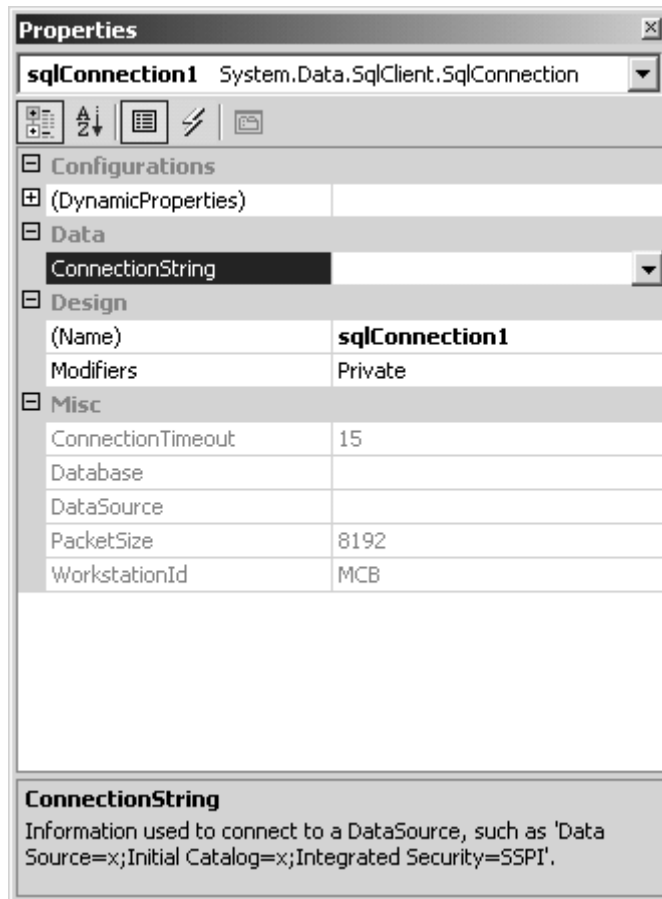 Properties
sqlConnection1 System.Data.SqlClient.SqlConnection
Configurations
(DynamicProperties)
Data
ConnectionString
Design
(Name) sqlConnection1
Modifiers Private
Misc
ConnectionTimeout 15
Database
DataSource
PacketSize 8192
WorkstationId MCB
ConnectionString
Information used to connect to a DataSource, such as 'Data
Source=x;Initial Catalog=x;Integrated Security=SSPI'.